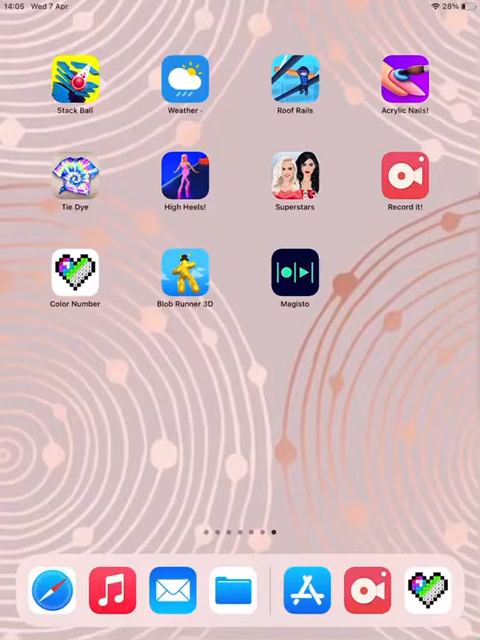 14:05 Wed 7 Apr 28%
Stack Ball Weather - Roof Rails Acrylic Nails!
Tie Dye High Heels! Superstars Record it!
Color Number Blob Runner 3D Magisto